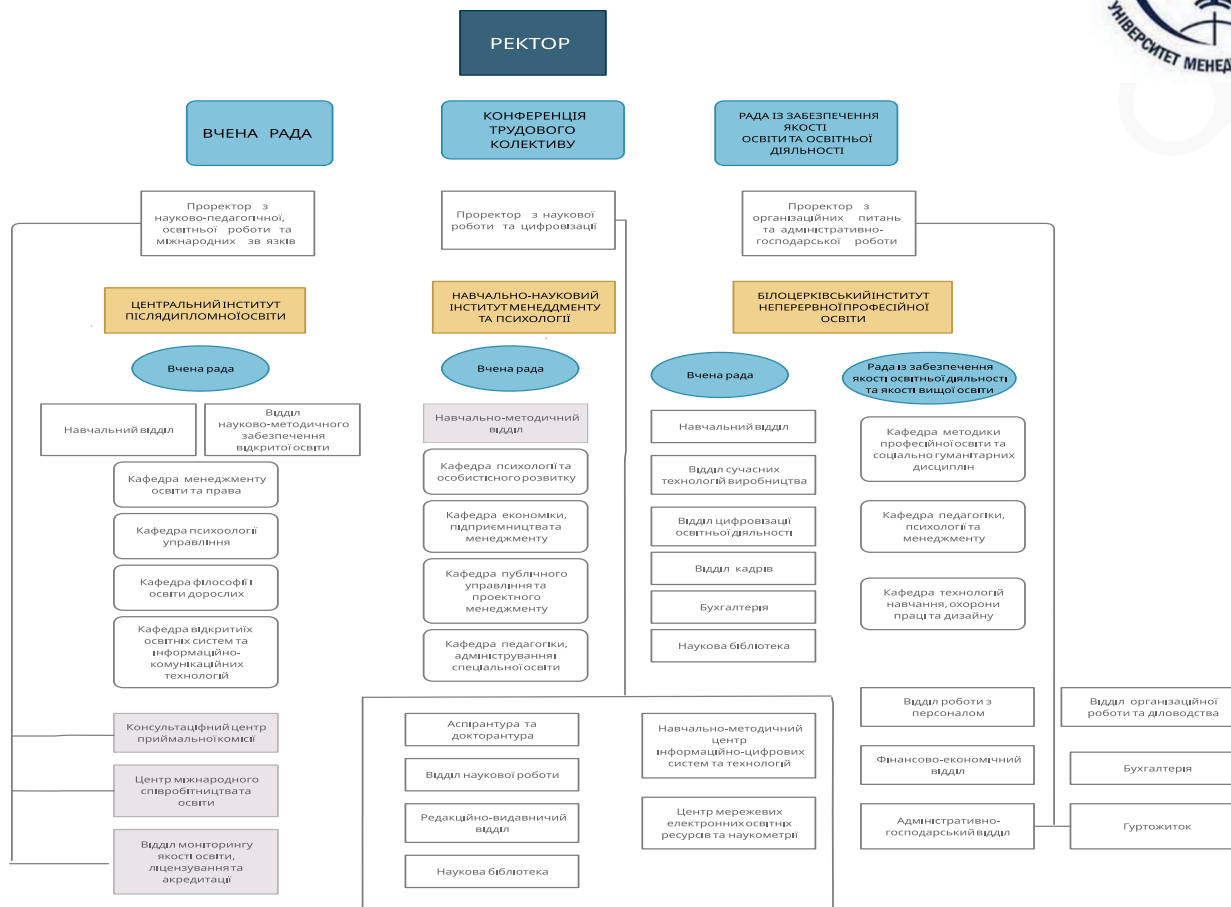 РЕКТОР
УНІВЕРСИТЕТ
ВЧЕНА РАДА
КОНФЕРЕНЦІЯ
ТРУДОВОГО
КОЛЕКТИВУ
РАДА ІЗ ЗАБЕЗПЕЧЕННЯ
ЯКОСТІ
ОСВІТИ ТА ОСВІТНЬОЇ
ДІЯЛЬНОСТІ
Проректор з
науково-педагогічної,
освітньої роботи та
міжнародних зв язків
Проректор з наукової
роботи та цифровізації
Проректор з
організаційних питань
та адміністративно-
господарської роботи
ЦЕНТРАЛЬНИЙ ІНСТИТУТ
ПІСЛЯДИПЛОМНОЇОСВІТИ
НАВЧАЛЬНО-НАУКОВИЙ
ІНСТИТУТ МЕНЕДДМЕНТУ
ТА ПСИХОЛОГІЇ
БІЛОЦЕРКІВСЬКИЙ ІНСТИТУТ
НЕПЕРЕРВНОЇ ПРОФЕСІЙНОЇ
ОСВІТИ
Вчена рада
Вчена рада
Вчена рада
Рада із забезпечення
якості освітньої діяльності
та якості вищої освіти
Навчальний відділ
Відділ
науково-методичного
забезпечення
відкритої освіти
Кафедра менеджменту
освіти та права
Кафедра психоології
управління
Кафедра філософії і
освіти дорослих
Кафедра відкритиїх
освітніх систем та
інформаційно-
комунікаційних
технологій
Консультаціфний центр
приймальної комісії
Центр міжнародного
співробітництвата
освіти
Відділ моніторингу
якості освіти,
ліцензування та
акредитації
Навчально-методичний
відділ
Кафедра психології та
особистісного розвитку
Кафедра економіки,
підприємництвата
менеджменту
Кафедра публічного
управління та
проектного
менеджменту
Кафедра педагогіки,
адміністрування і
спеціальної освіти
Навчальний відділ
Відділ сучасних
технологій виробництва
Відділ цифровізації
освітньої діяльності
Відділ кадрів
Бухгалтерія
Наукова бібліотека
Кафедра методики
професійної освіти та
соціально гуманітарних
дисциплін
Кафедра педагогіки,
психології та
менеджменту
Кафедра технологій
навчання, охорони
праці та дизайну
Аспірантура та
докторантура
Відділ наукової роботи
Редакційно-видавничий
відділ
Наукова бібліотека
Навчально-методичний
центр
інформаційно-цифрових
систем та технологій
Центр мережевих
електронних освітніх
ресурсів та наукометрії
Відділ роботи з
персоналом
Відділ організаційної
роботи та діловодства
Фінансово-економічний
відділ
Бухгалтерія
Адміністративно-
господарський відділ
Гуртожиток